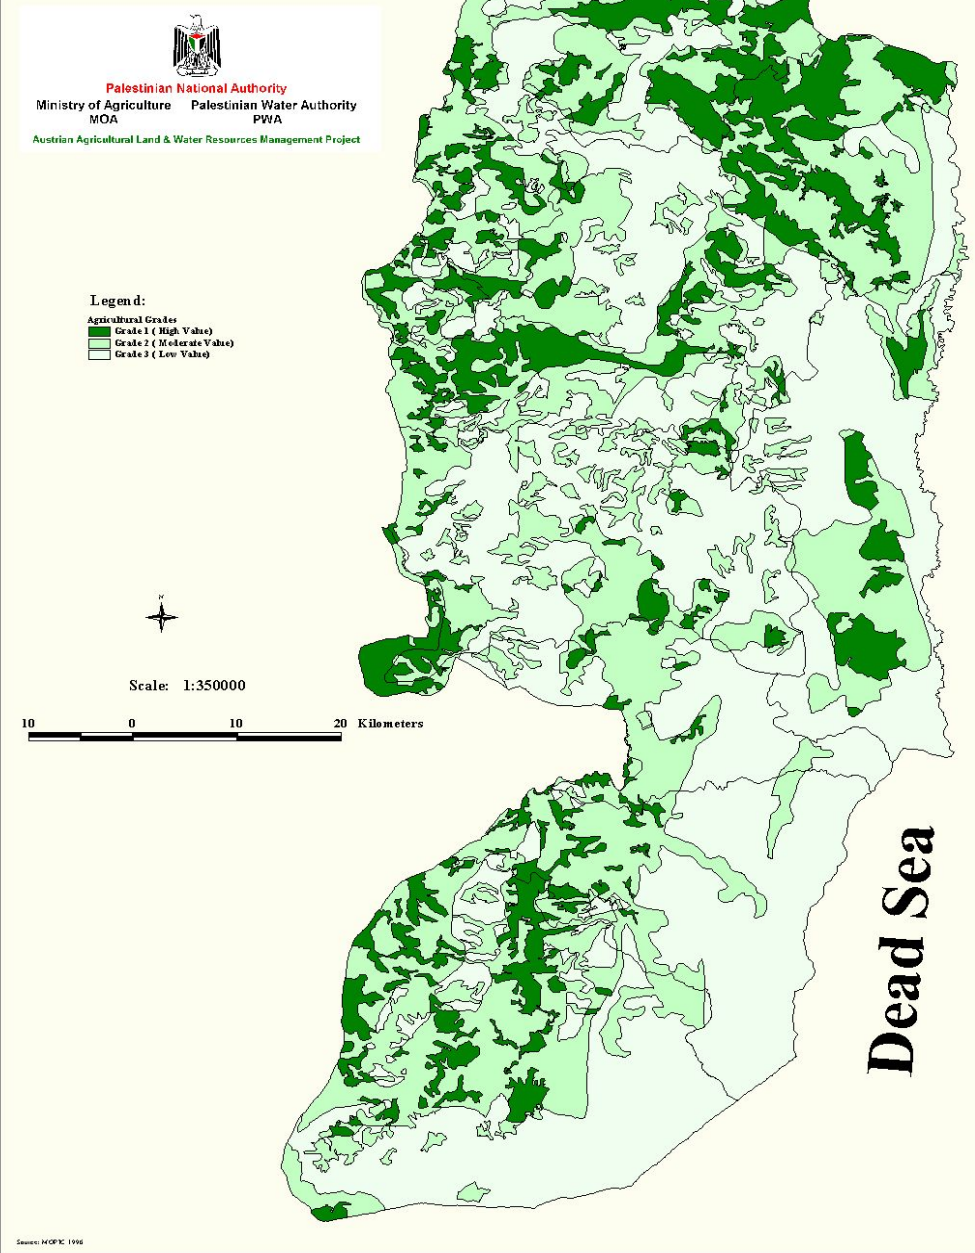 Palestinian National Authority
Ministry of Agriculture Palestinian Water Authority
MOA PWA
Austrian Agricultural Land & Water Resources Management Project
Legend:
Agricultural Grades
Grade 1 ( High Value)
Grade 2 ( Moderate Value)
Grade 3 ( Low Value)
N
Scale: 1:350000
10 0 10 20 Kilometers
Dead Sea
Source: MOPIC 1996